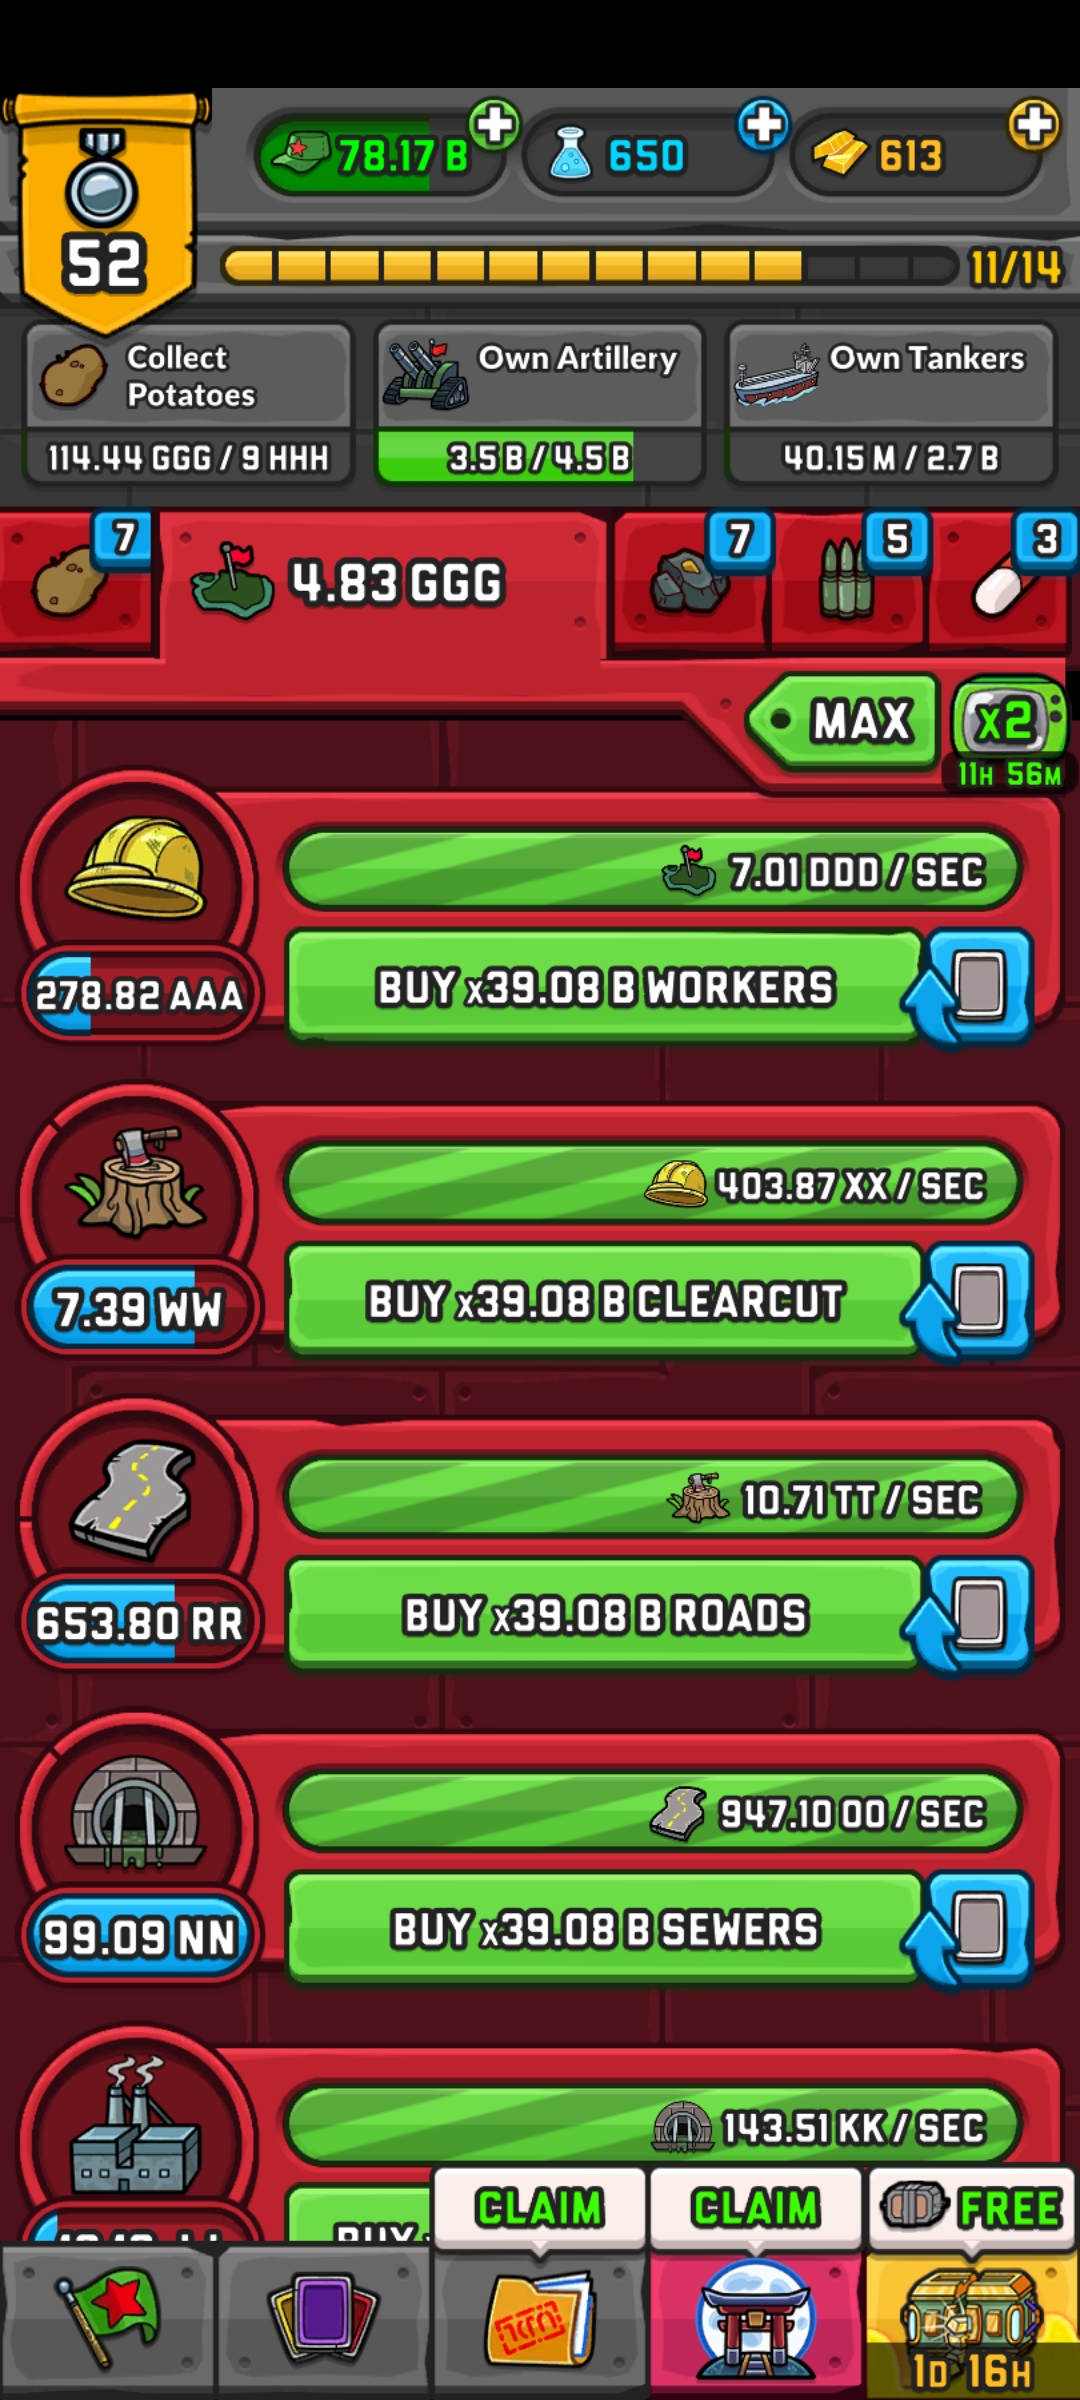 78.17 B
650
613
52
11/14
Collect
Potatoes
Own Artillery
Own Tankers
114.44 GGG / 9 HHH
3.5 B / 4.5 B
40.15 M / 2.7 B
7
4.83 GGG
7
5
3
MAX
x2
11H 56M
7.01 DDD / SEC
278.82 AAA
BUY x39.08 B WORKERS
403.87 XX / SEC
7.39 WW
BUY x39.08 B CLEARCUT
10.71 TT / SEC
653.80 RR
BUY x39.08 B ROADS
947.10 OO / SEC
99.09 NN
BUY x39.08 B SEWERS
143.51 KK / SEC
BUY
CLAIM
CLAIM
FREE
1D 16H